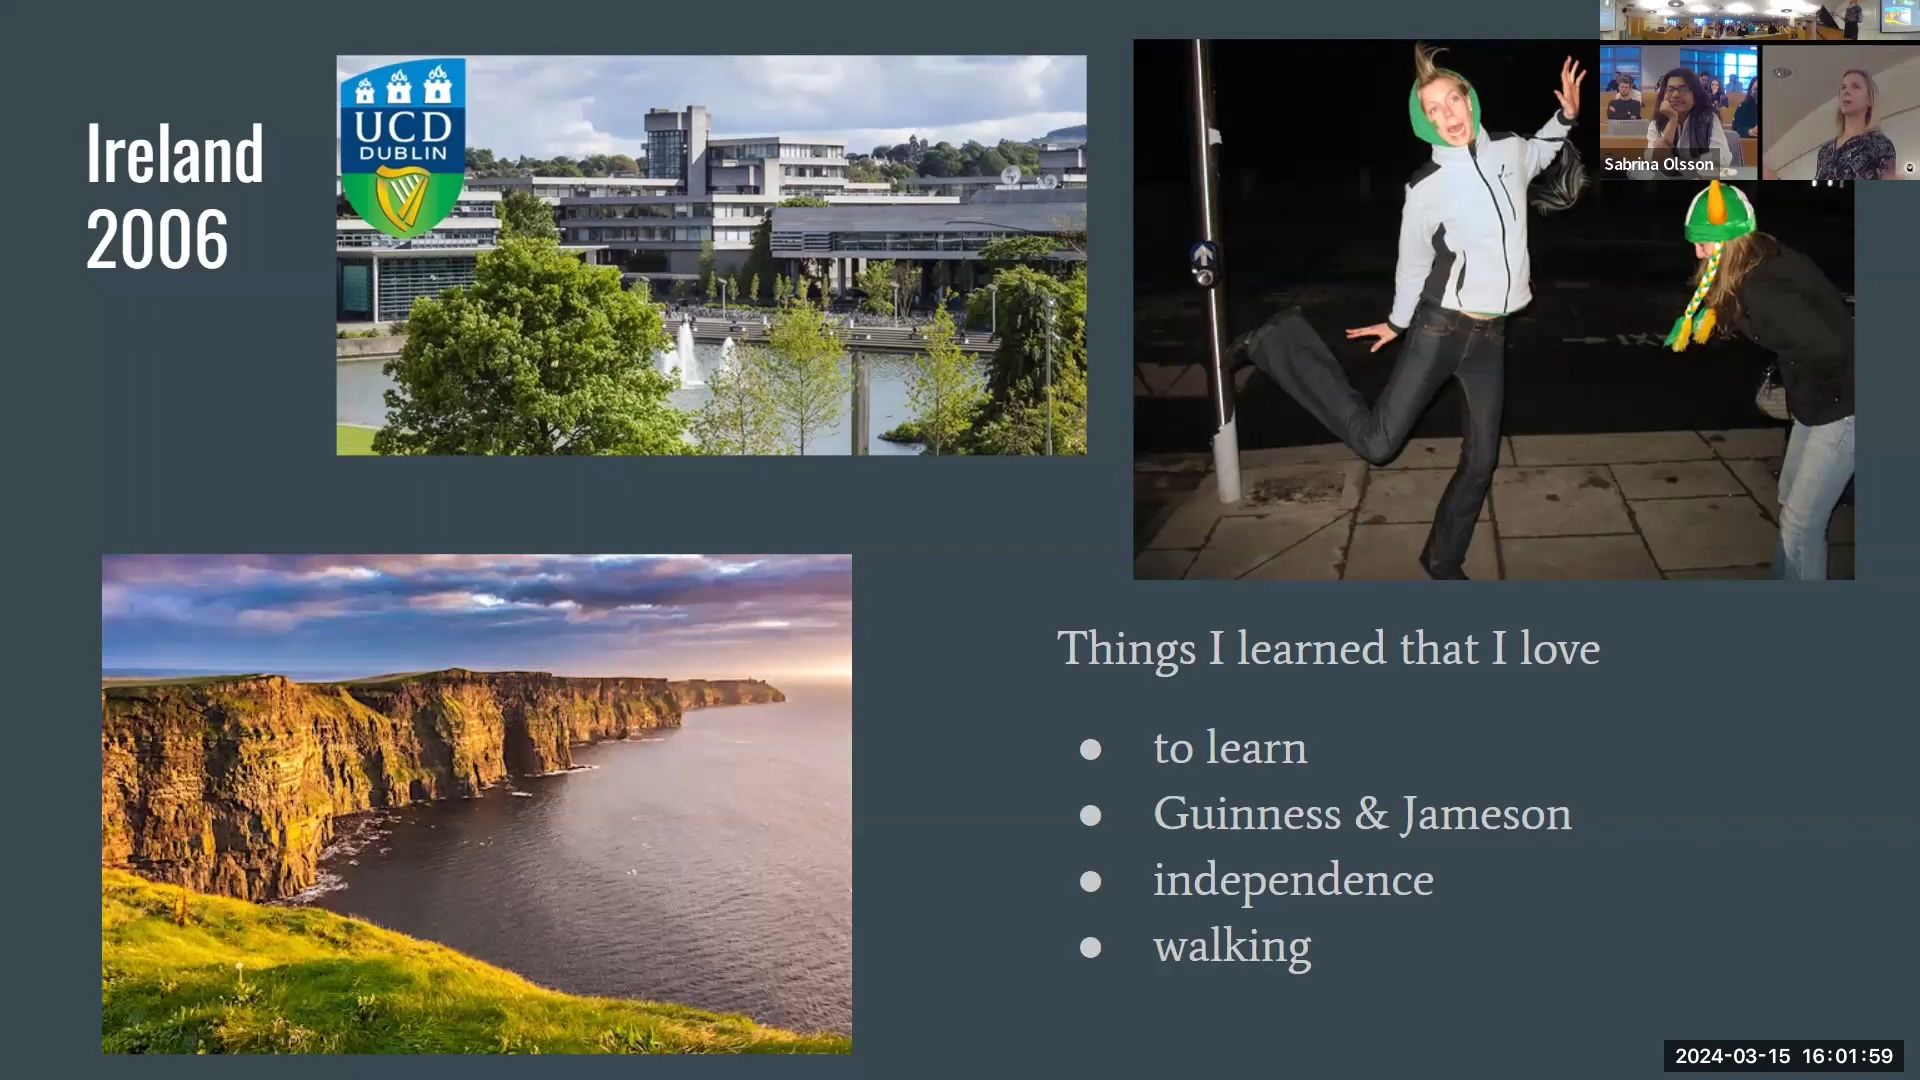 Ireland
2006
UCD
DUBLIN
Sabrina Olsson
Things I learned that I love
● to learn
● Guinness & Jameson
● independence
● walking
2024-03-15 16:01:59